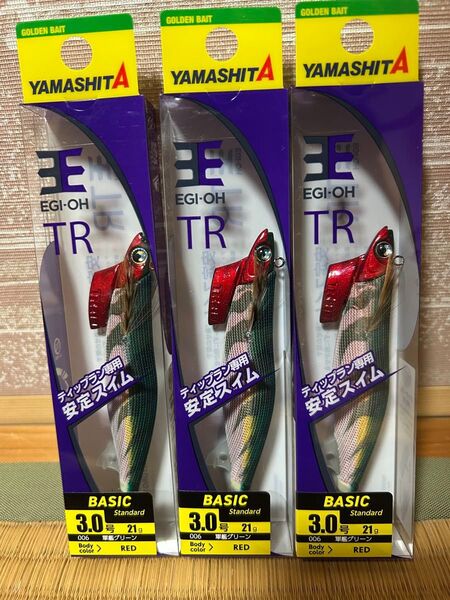 GOLDEN BAIT
YAMASHITA
EGI-OH
TR
ティップラン専用
安定スイム
BASIC
Standard
3.0号 21g
006 軍艦グリーン
Body color > RED
GOLDEN BAIT
YAMASHITA
EGI-OH
TR
ティップラン専用
安定スイム
BASIC
Standard
3.0号 21g
006 軍艦グリーン
Body color > RED
GOLDEN BAIT
YAMASHITA
EGI-OH
TR
ティップラン専用
安定スイム
BASIC
Standard
3.0号 21g
006 軍艦グリーン
Body color > RED